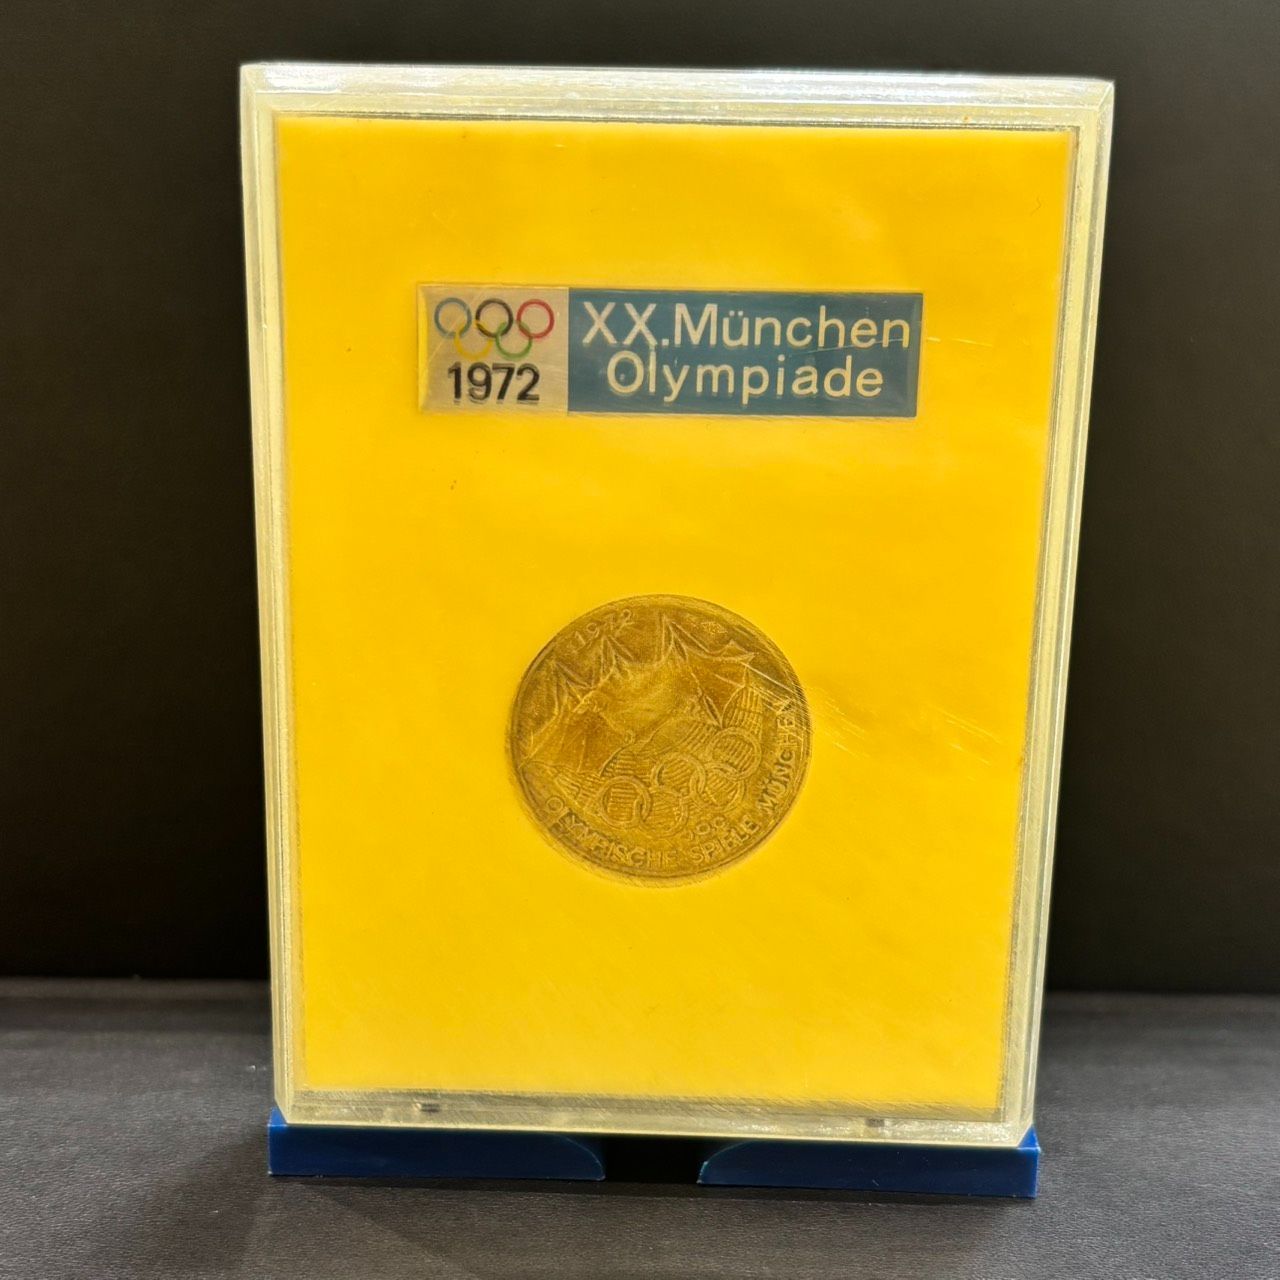 1972
XX.München
Olympiade
1972
OLYMPISCHE SPIELE MÜNCHEN